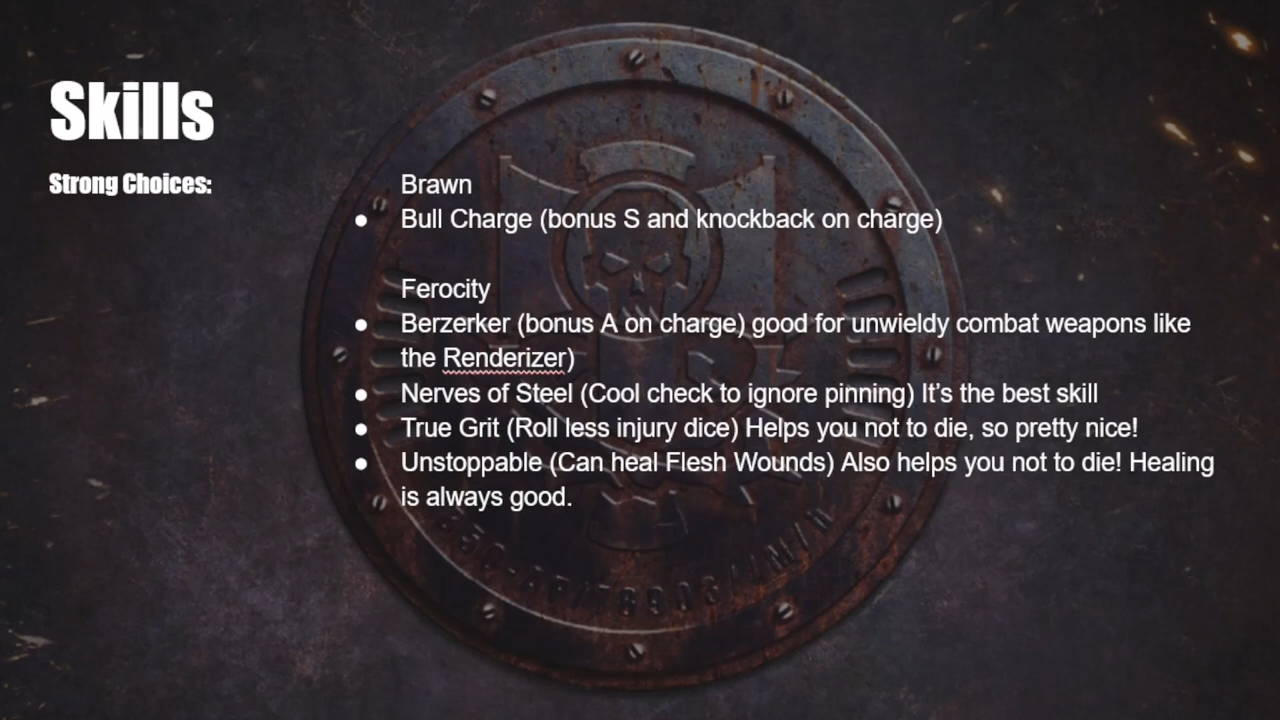 Skills
Strong Choices:
Brawn
● Bull Charge (bonus S and knockback on charge)
Ferocity
● Berzerker (bonus A on charge) good for unwieldy combat weapons like
the Renderizer)
● Nerves of Steel (Cool check to ignore pinning) It’s the best skill
● True Grit (Roll less injury dice) Helps you not to die, so pretty nice!
● Unstoppable (Can heal Flesh Wounds) Also helps you not to die! Healing
is always good.